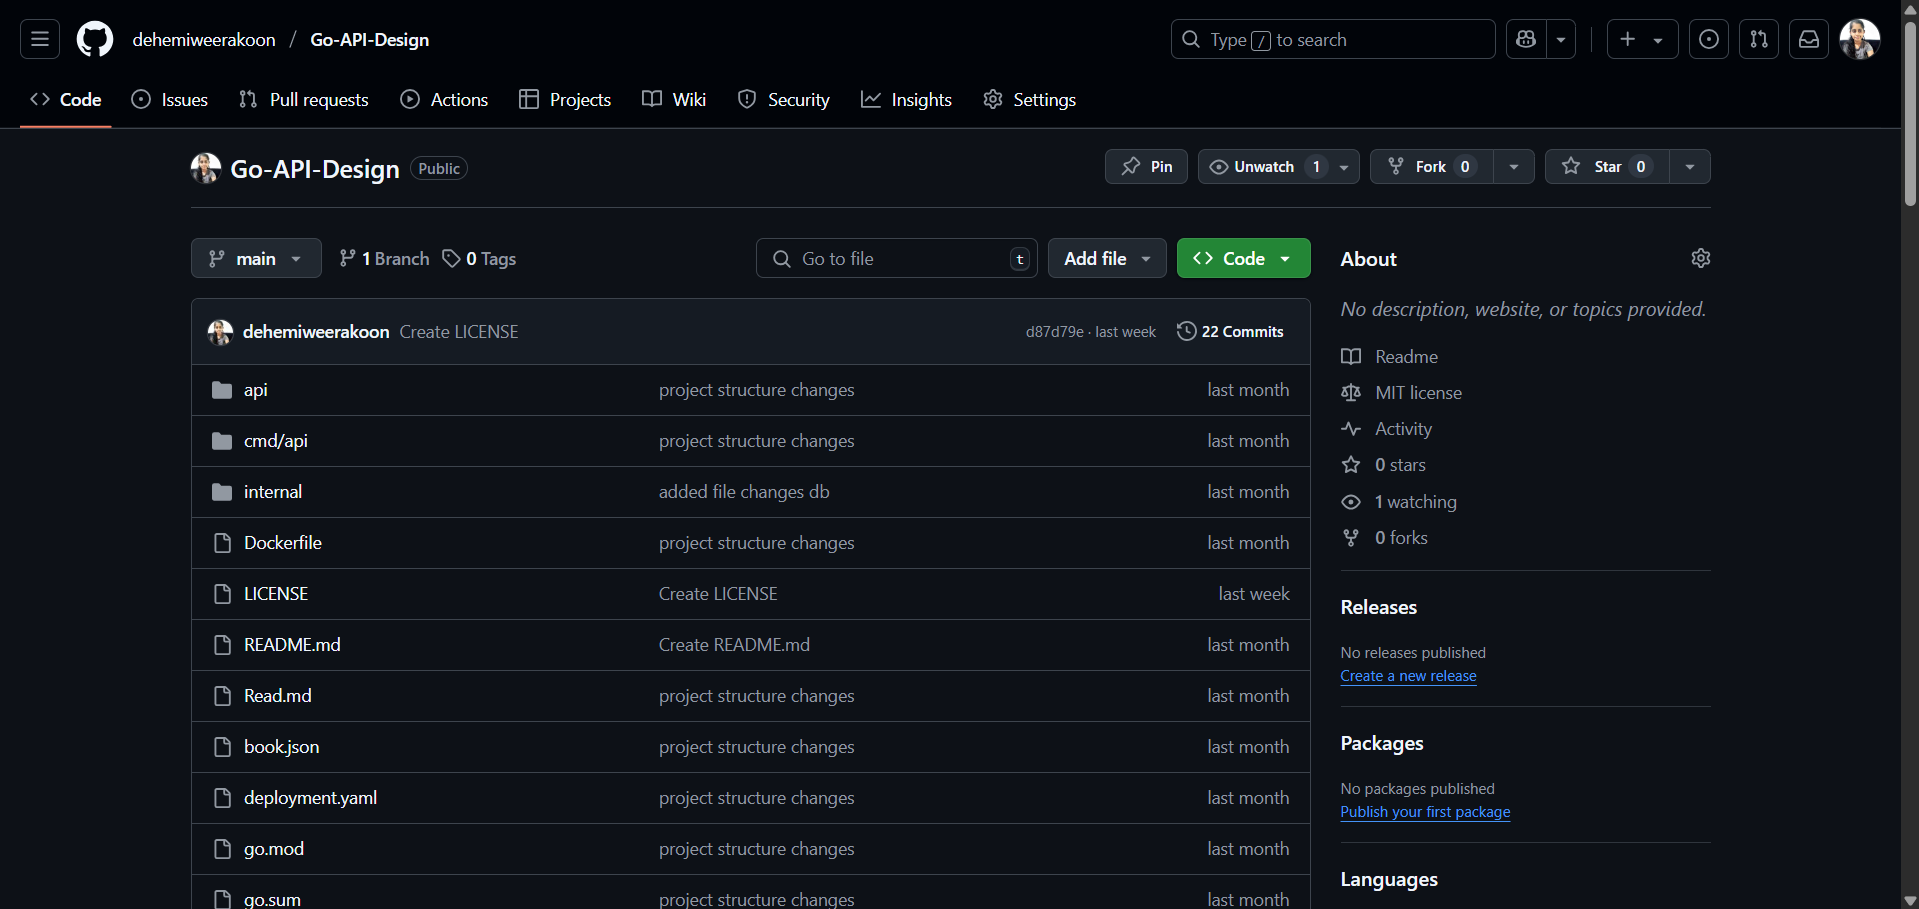 dehemiweerakoon / Go-API-Design
Type / to search
Code Issues Pull requests Actions Projects Wiki Security Insights Settings
Go-API-Design Public
Pin Unwatch 1 Fork 0 Star 0
main 1 Branch 0 Tags Go to file t Add file Code
dehemiweerakoon Create LICENSE d87d79e · last week 22 Commits
api project structure changes last month
cmd/api project structure changes last month
internal added file changes db last month
Dockerfile project structure changes last month
LICENSE Create LICENSE last week
README.md Create README.md last month
Read.md project structure changes last month
book.json project structure changes last month
deployment.yaml project structure changes last month
go.mod project structure changes last month
go.sum project structure changes last month
About
No description, website, or topics provided.
Readme
MIT license
Activity
0 stars
1 watching
0 forks
Releases
No releases published
Create a new release
Packages
No packages published
Publish your first package
Languages